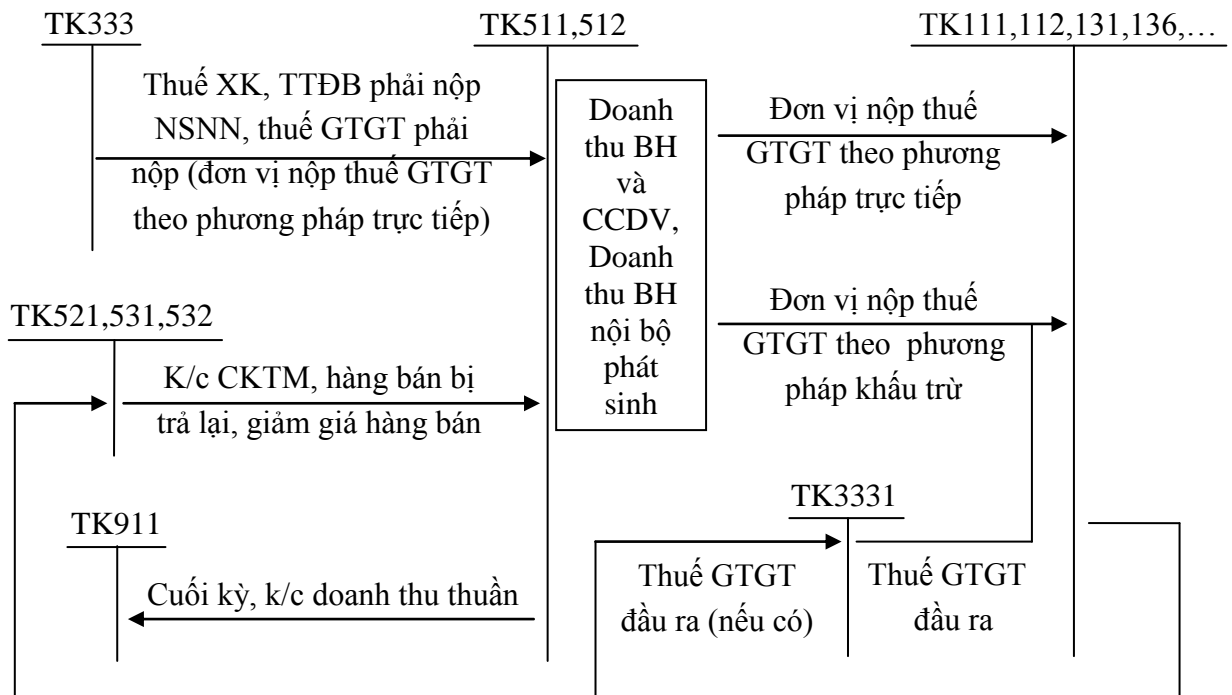 TK333
TK511,512
TK111,112,131,136,…
Thuế XK, TTĐB phải nộp
NSNN, thuế GTGT phải
nộp (đơn vị nộp thuế GTGT
theo phương pháp trực tiếp)
Doanh
thu BH
và
CCDV,
Doanh
thu BH
nội bộ
phát
sinh
Đơn vị nộp thuế
GTGT theo phương
pháp trực tiếp
TK521,531,532
K/c CKTM, hàng bán bị
trả lại, giảm giá hàng bán
Đơn vị nộp thuế
GTGT theo phương
pháp khấu trừ
TK911
Cuối kỳ, k/c doanh thu thuần
TK3331
Thuế GTGT
đầu ra (nếu có)
Thuế GTGT
đầu ra